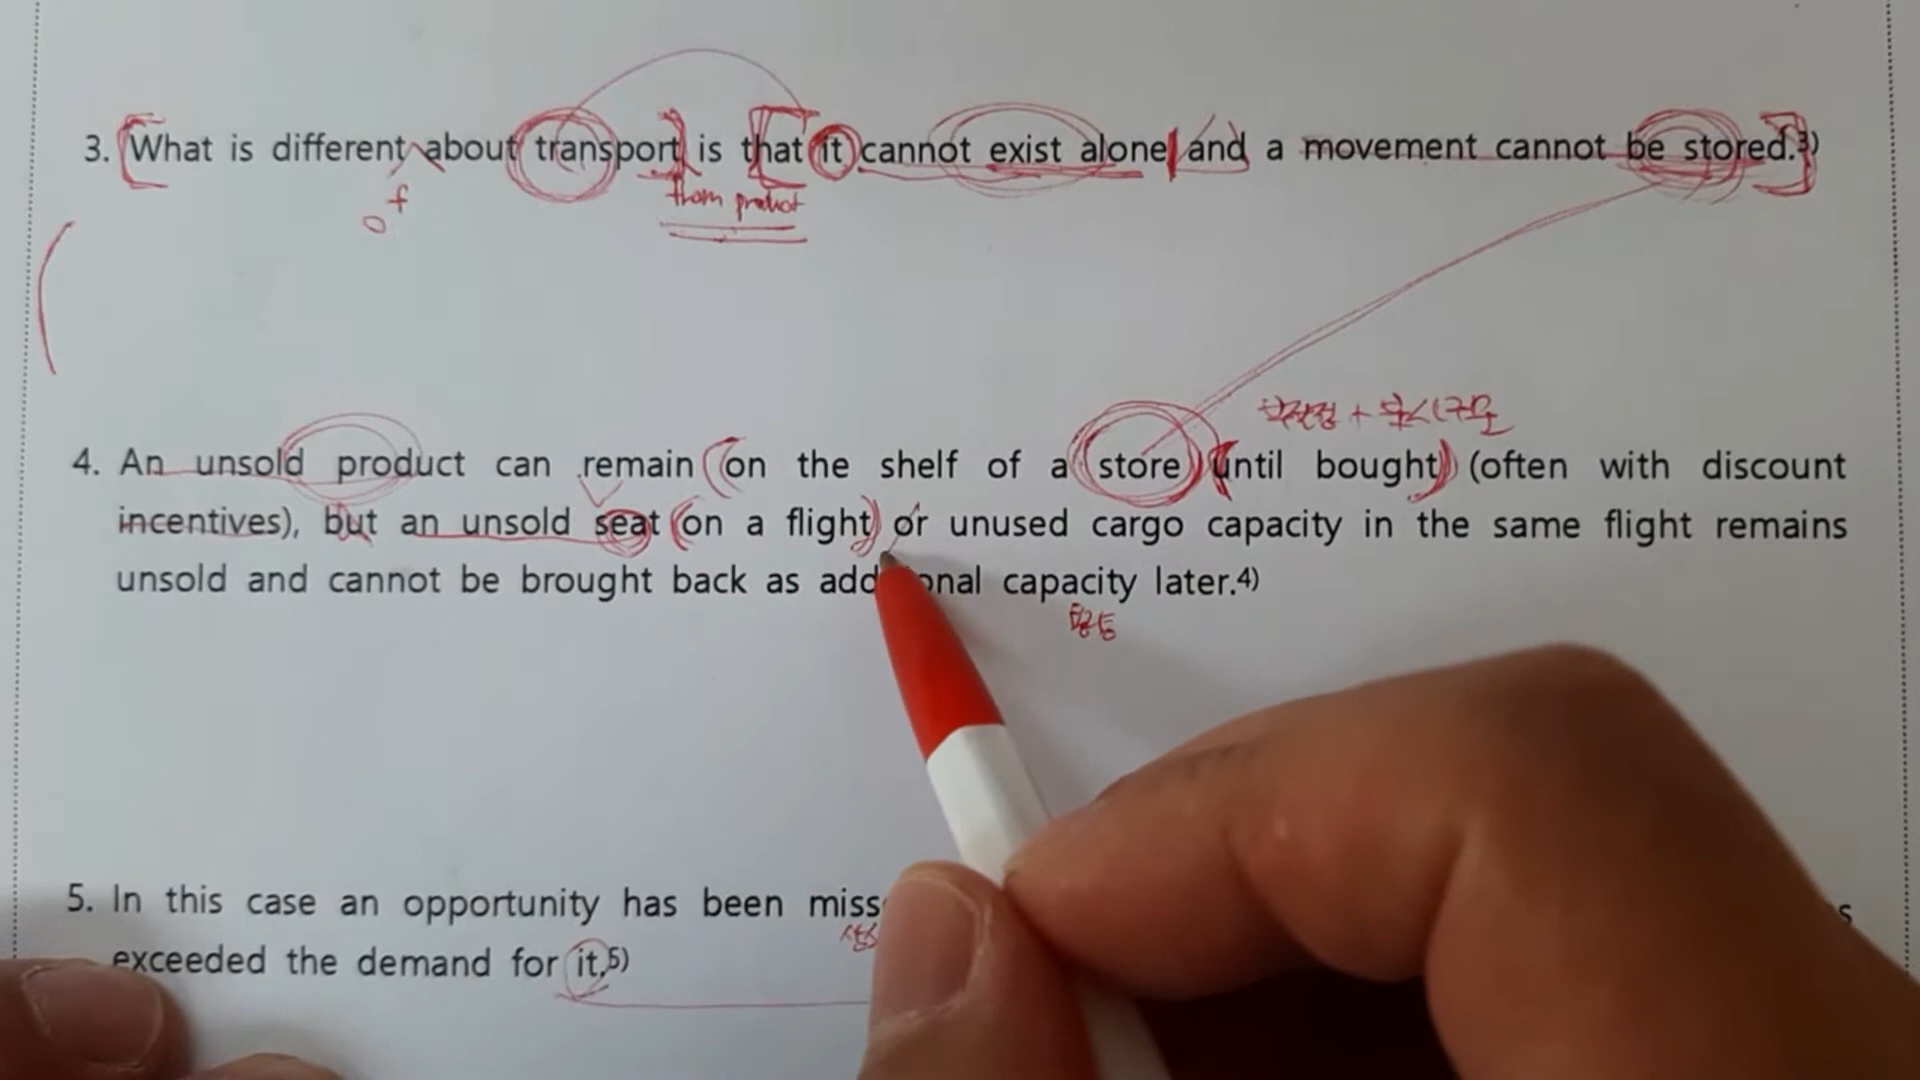 3. What is different about transport is that it cannot exist alone and a movement cannot be stored.3)
of
from product
4. An unsold product can remain on the shelf of a store until bought (often with discount
incentives), but an unsold seat on a flight or unused cargo capacity in the same flight remains
unsold and cannot be brought back as capacity later.4)
5. In this case an opportunity has been
exceeded the demand for it,5)